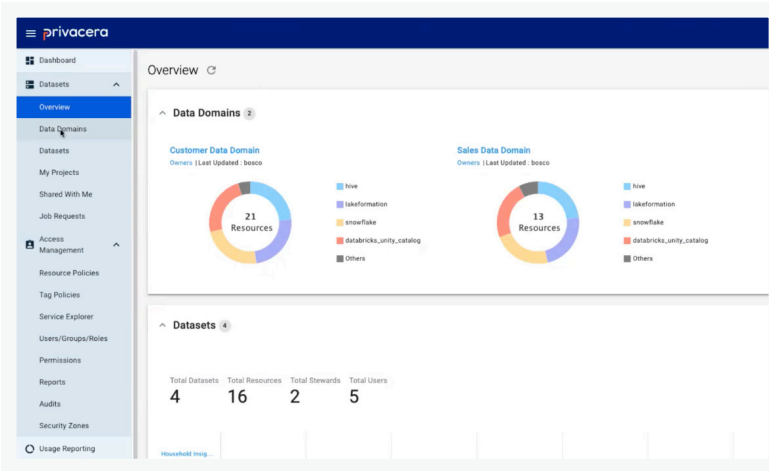 privacera
Dashboard
Datasets
Overview
Data Domains
Datasets
My Projects
Shared With Me
Job Requests
Access
Management
Resource Policies
Tag Policies
Service Explorer
Users/Groups/Roles
Permissions
Reports
Audits
Security Zones
Usage Reporting
Overview
Data Domains 2
Customer Data Domain
Owners | Last Updated : bosco
21
Resources
hive
lakeformation
snowflake
databricks_unity_catalog
Others
Sales Data Domain
Owners | Last Updated : bosco
13
Resources
hive
lakeformation
snowflake
databricks_unity_catalog
Others
Datasets 4
Total Datasets Total Resources Total Stewards Total Users
4 16 2 5
Household Insig...